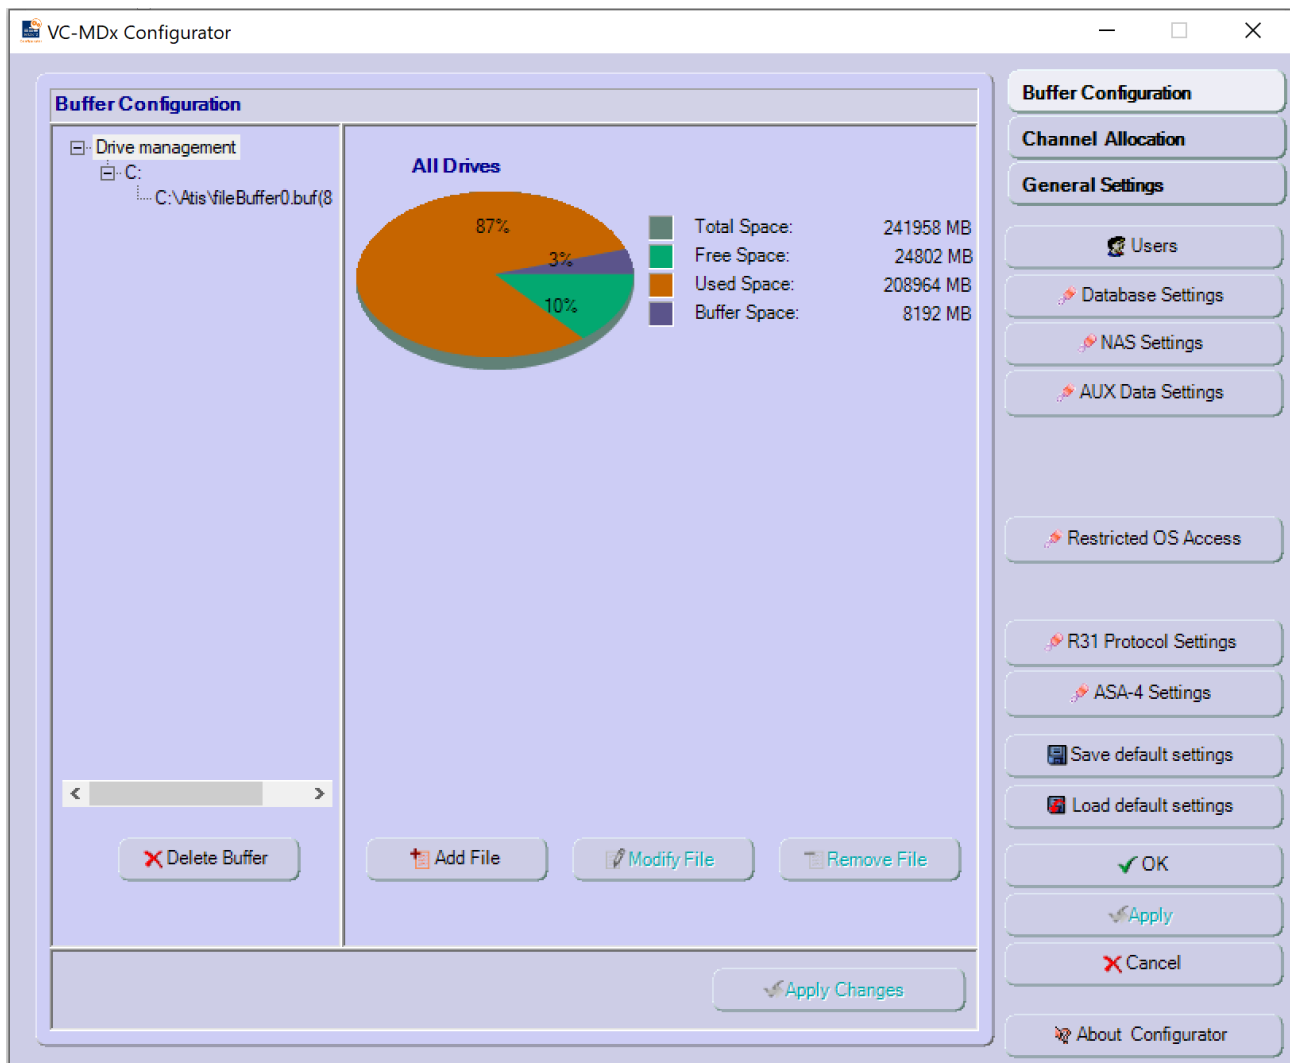 VC-MDx Configurator
Buffer Configuration
Drive management
C:
C:\Atis\fileBuffer0.buf(8
Delete Buffer
All Drives
87%
3%
10%
Total Space: 241958 MB
Free Space: 24802 MB
Used Space: 208964 MB
Buffer Space: 8192 MB
Add File
Modify File
Remove File
Apply Changes
Buffer Configuration
Channel Allocation
General Settings
Users
Database Settings
NAS Settings
AUX Data Settings
Restricted OS Access
R31 Protocol Settings
ASA-4 Settings
Save default settings
Load default settings
OK
Apply
Cancel
About Configurator